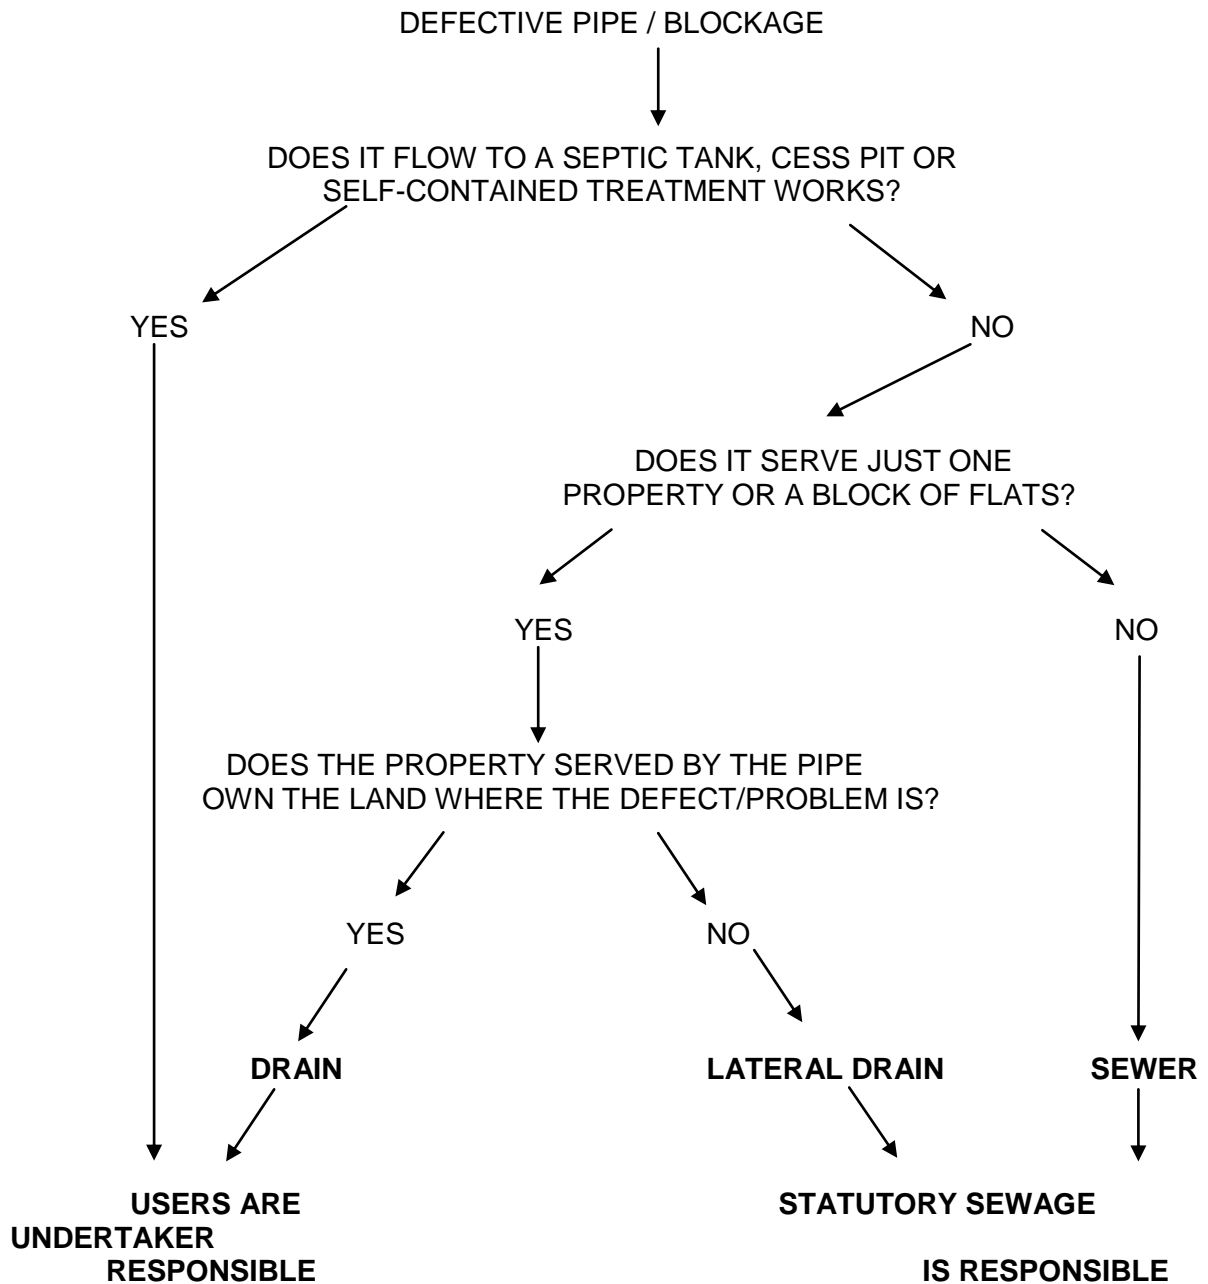 DEFECTIVE PIPE / BLOCKAGE
DOES IT FLOW TO A SEPTIC TANK, CESS PIT OR
SELF-CONTAINED TREATMENT WORKS?
YES
NO
DOES IT SERVE JUST ONE
PROPERTY OR A BLOCK OF FLATS?
YES
NO
DOES THE PROPERTY SERVED BY THE PIPE
OWN THE LAND WHERE THE DEFECT/PROBLEM IS?
YES
NO
DRAIN
LATERAL DRAIN
SEWER
USERS ARE
STATUTORY SEWAGE
UNDERTAKER
RESPONSIBLE
IS RESPONSIBLE